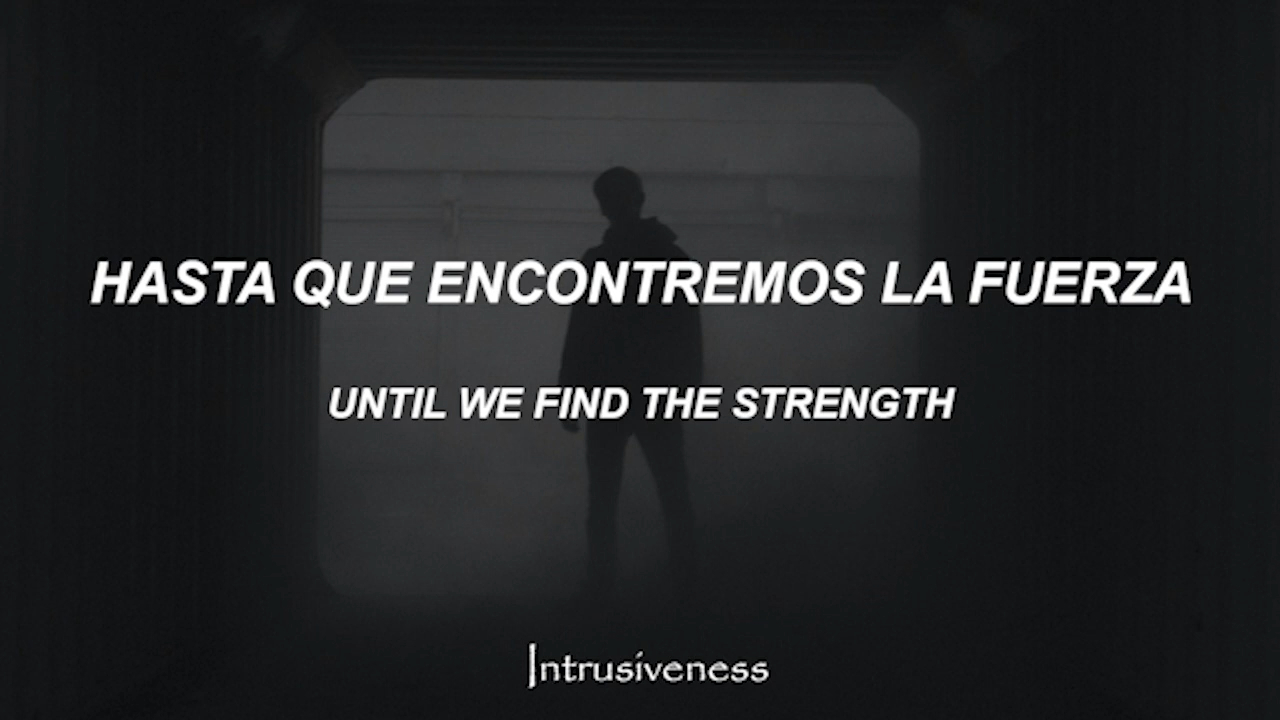 HASTA QUE ENCONTREMOS LA FUERZA
UNTIL WE FIND THE STRENGTH
Intrusiveness